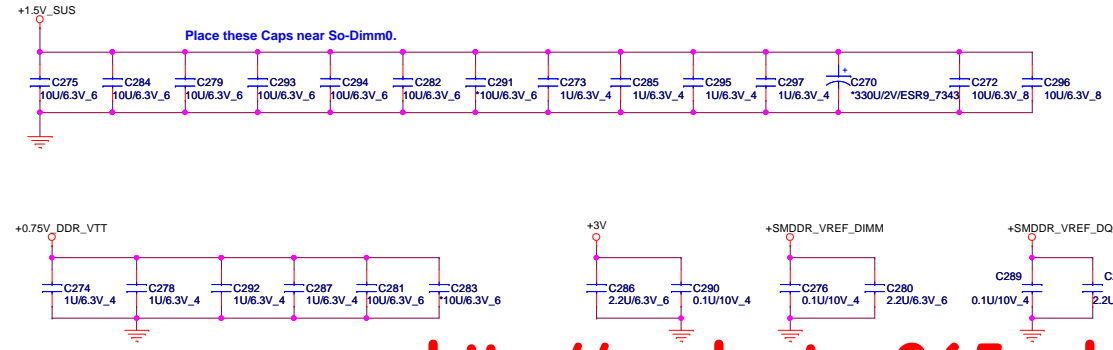 +1.5V_SUS
Place these Caps near So-Dimm0.
C275 C284 C279 C293 C294 C282 C291 C273 C285 C295 C297 C270 C272 C296
10U/6.3V_6 10U/6.3V_6 10U/6.3V_6 10U/6.3V_6 10U/6.3V_6 10U/6.3V_6 *10U/6.3V_6 1U/6.3V_4 1U/6.3V_4 1U/6.3V_4 1U/6.3V_4 *330U/2V/ESR9_7343 10U/6.3V_8 10U/6.3V_8
+
+0.75V_DDR_VTT +3V +SMDDR_VREF_DIMM +SMDDR_VREF_DQ
C274 C278 C292 C287 C281 C283 C286 C290 C276 C280 C289
1U/6.3V_4 1U/6.3V_4 1U/6.3V_4 1U/6.3V_4 10U/6.3V_6 *10U/6.3V_6 2.2U/6.3V_6 0.1U/10V_4 0.1U/10V_4 2.2U/6.3V_6 0.1U/10V_4 2.2U